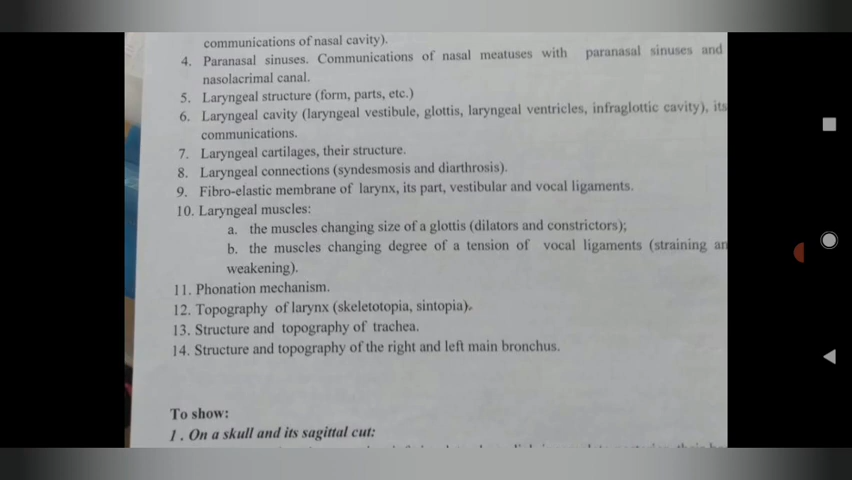 communications of nasal cavity).
4. Paranasal sinuses. Communications of nasal meatuses with paranasal sinuses and
nasolacrimal canal.
5. Laryngeal structure (form, parts, etc.)
6. Laryngeal cavity (laryngeal vestibule, glottis, laryngeal ventricles, infraglottic cavity), its
communications.
7. Laryngeal cartilages, their structure.
8. Laryngeal connections (syndesmosis and diarthrosis).
9. Fibro-elastic membrane of larynx, its part, vestibular and vocal ligaments.
10. Laryngeal muscles:
a. the muscles changing size of a glottis (dilators and constrictors);
b. the muscles changing degree of a tension of vocal ligaments (straining an
weakening).
11. Phonation mechanism.
12. Topography of larynx (skeletotopia, sintopia).
13. Structure and topography of trachea.
14. Structure and topography of the right and left main bronchus.
To show:
1. On a skull and its sagittal cut: